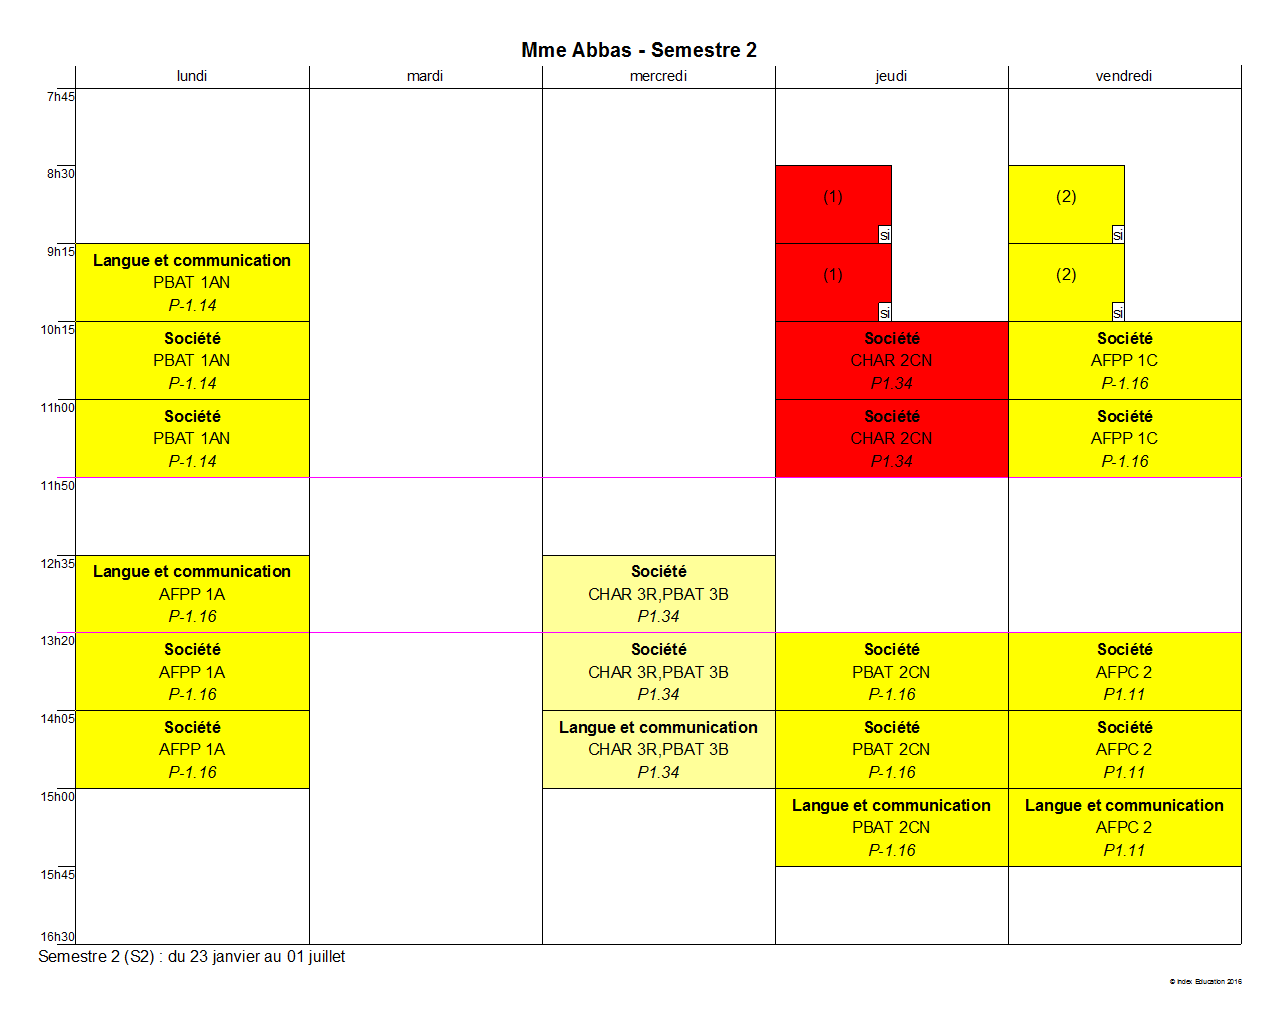 Mme Abbas - Semestre 2
lundi mardi mercredi jeudi vendredi
7h45
8h30
(1) (2)
si si
9h15
Langue et communication
PBAT 1AN
P-1.14
(1) (2)
si si
10h15
Société Société Société
PBAT 1AN CHAR 2CN AFPP 1C
P-1.14 P1.34 P-1.16
11h00
Société Société Société
PBAT 1AN CHAR 2CN AFPP 1C
P-1.14 P1.34 P-1.16
11h50
12h35
Langue et communication Société
AFPP 1A CHAR 3R,PBAT 3B
P-1.16 P1.34
13h20
Société Société Société Société
AFPP 1A CHAR 3R,PBAT 3B PBAT 2CN AFPC 2
P-1.16 P1.34 P-1.16 P1.11
14h05
Société Langue et communication Société Société
AFPP 1A CHAR 3R,PBAT 3B PBAT 2CN AFPC 2
P-1.16 P1.34 P-1.16 P1.11
15h00
Langue et communication Langue et communication
PBAT 2CN AFPC 2
P-1.16 P1.11
15h45
16h30
Semestre 2 (S2) : du 23 janvier au 01 juillet
© Index Education 2016